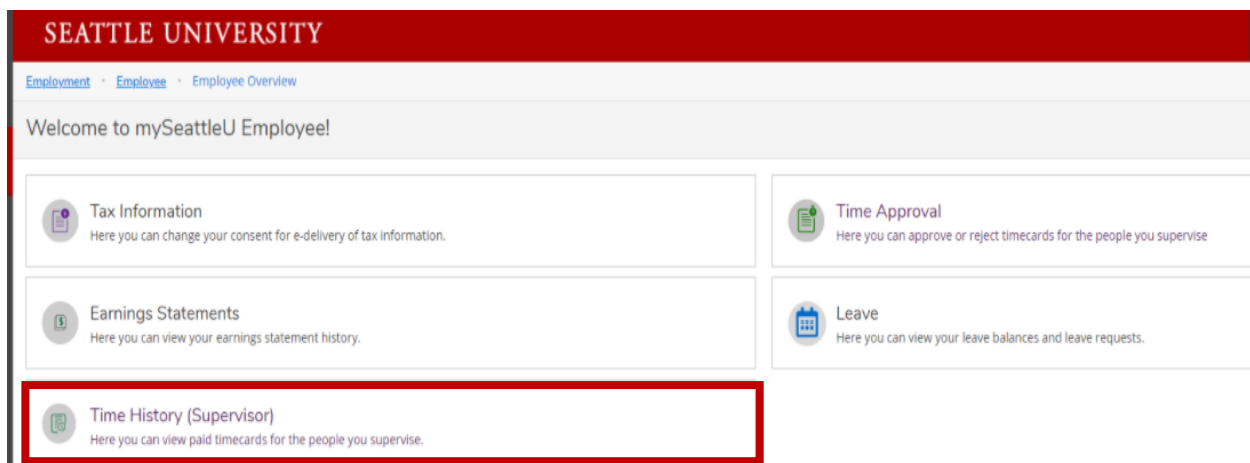 SEATTLE UNIVERSITY
Employment · Employee · Employee Overview
Welcome to mySeattleU Employee!
Tax Information
Here you can change your consent for e-delivery of tax information.
Time Approval
Here you can approve or reject timecards for the people you supervise
Earnings Statements
Here you can view your earnings statement history.
Leave
Here you can view your leave balances and leave requests.
Time History (Supervisor)
Here you can view paid timecards for the people you supervise.